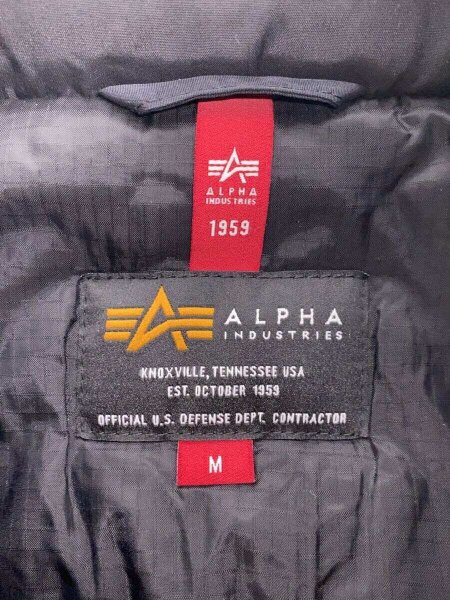 ALPHA
INDUSTRIES
1959
ALPHA
INDUSTRIES
KNOXVILLE, TENNESSEE USA
EST. OCTOBER 1959
OFFICIAL U.S. DEFENSE DEPT. CONTRACTOR
M